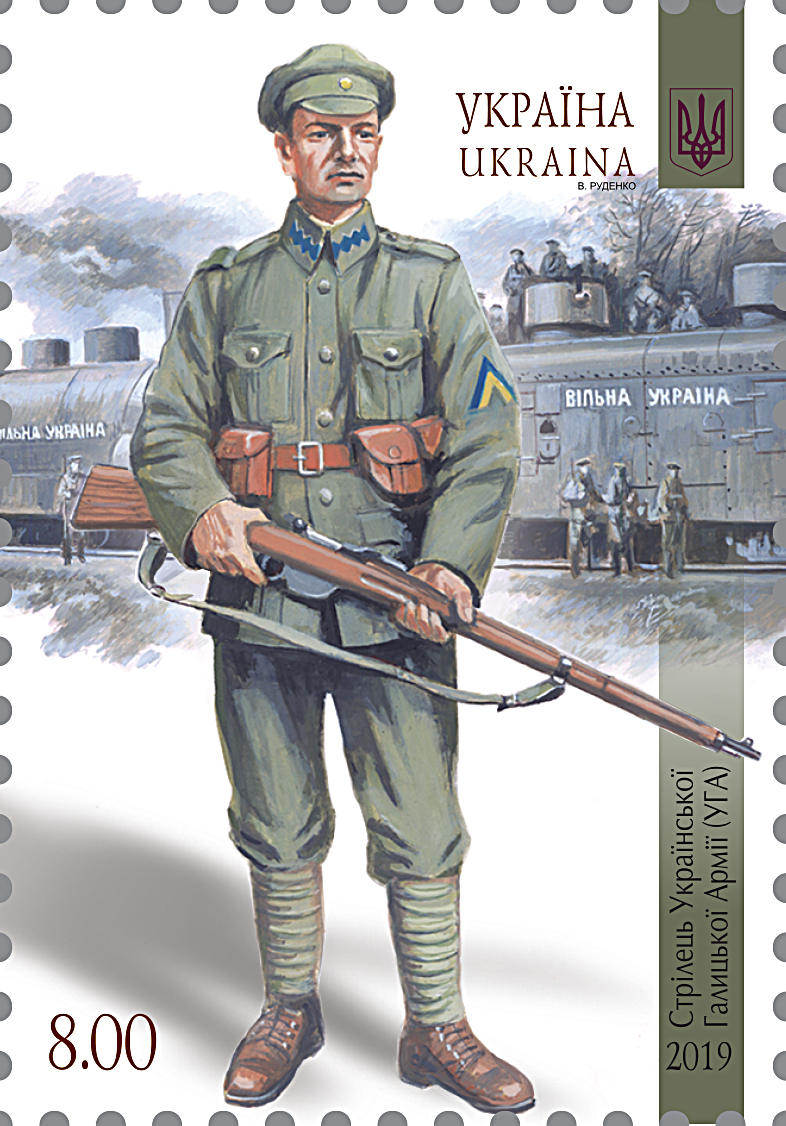 УКРАЇНА
UKRAINA
В. РУДЕНКО
ВІЛЬНА УКРАЇНА
ІЛЬНА УКРАЇНА
Стрілець Української
Галицької Армії (УГА)
8.00
2019